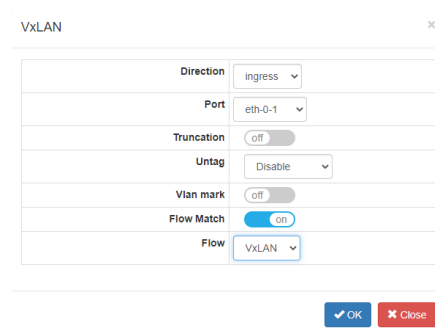 VxLAN ×
Direction ingress
Port eth-0-1
Truncation off
Untag Disable
Vlan mark off
Flow Match on
Flow VxLAN
OK Close